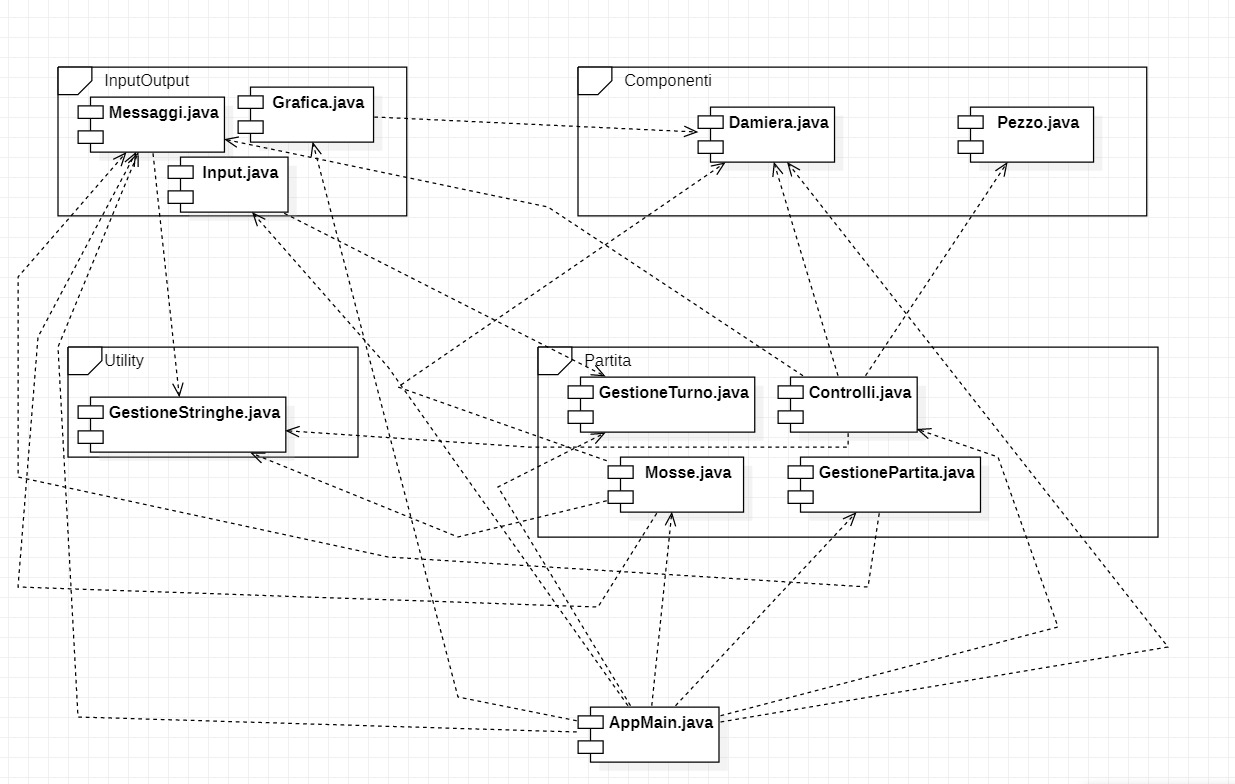 InputOutput
Messaggi.java
Grafica.java
Input.java
Componenti
Damiera.java
Pezzo.java
Utility
GestioneStringhe.java
Partita
GestioneTurno.java
Controlli.java
Mosse.java
GestionePartita.java
AppMain.java